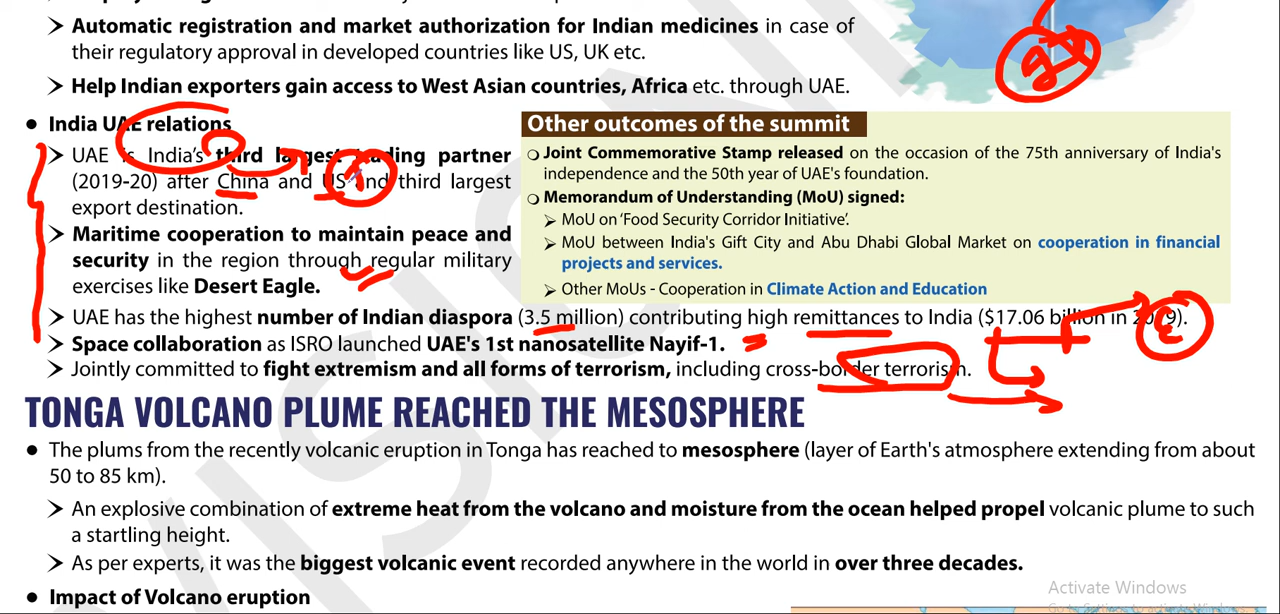 ➤ Automatic registration and market authorization for Indian medicines in case of
their regulatory approval in developed countries like US, UK etc.
➤ Help Indian exporters gain access to West Asian countries, Africa etc. through UAE.
● India UAE relations
➤ UAE is India's third largest trading partner
(2019-20) after China and US and third largest
export destination.
➤ Maritime cooperation to maintain peace and
security in the region through regular military
exercises like Desert Eagle.
Other outcomes of the summit
○ Joint Commemorative Stamp released on the occasion of the 75th anniversary of India's
independence and the 50th year of UAE's foundation.
○ Memorandum of Understanding (MoU) signed:
➤ MoU on 'Food Security Corridor Initiative'.
➤ MoU between India's Gift City and Abu Dhabi Global Market on cooperation in financial
projects and services.
➤ Other MoUs - Cooperation in Climate Action and Education
➤ UAE has the highest number of Indian diaspora (3.5 million) contributing high remittances to India ($17.06 billion in 2019).
➤ Space collaboration as ISRO launched UAE's 1st nanosatellite Nayif-1.
➤ Jointly committed to fight extremism and all forms of terrorism, including cross-border terrorism.
TONGA VOLCANO PLUME REACHED THE MESOSPHERE
● The plums from the recently volcanic eruption in Tonga has reached to mesosphere (layer of Earth's atmosphere extending from about
50 to 85 km).
➤ An explosive combination of extreme heat from the volcano and moisture from the ocean helped propel volcanic plume to such
a startling height.
➤ As per experts, it was the biggest volcanic event recorded anywhere in the world in over three decades.
● Impact of Volcano eruption
Activate Windows